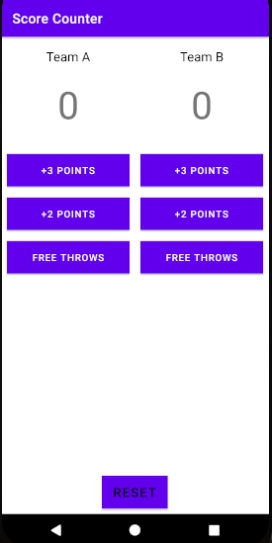 Score Counter
Team A
Team B
0
0
+3 POINTS
+3 POINTS
+2 POINTS
+2 POINTS
FREE THROWS
FREE THROWS
RESET